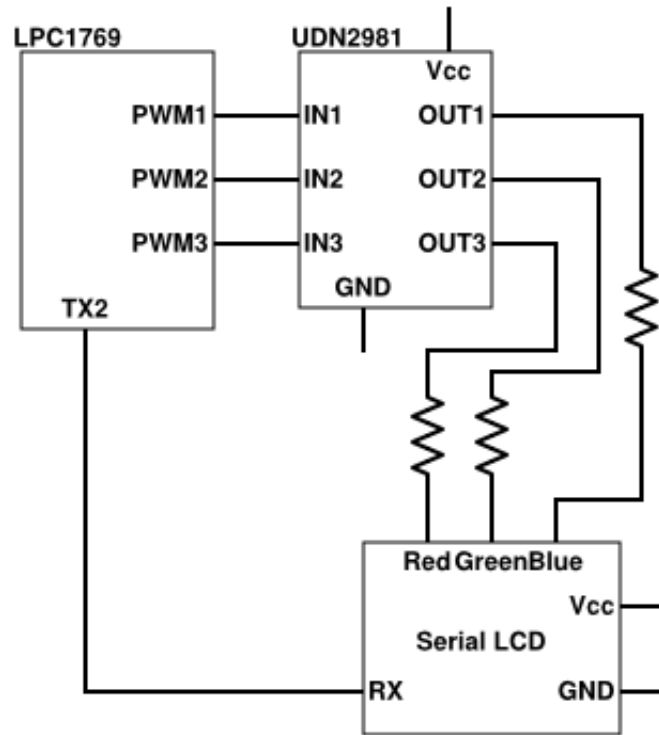 LPC1769
UDN2981
Vcc
PWM1
IN1
OUT1
PWM2
IN2
OUT2
PWM3
IN3
OUT3
GND
TX2
Red Green Blue
Vcc
Serial LCD
RX
GND